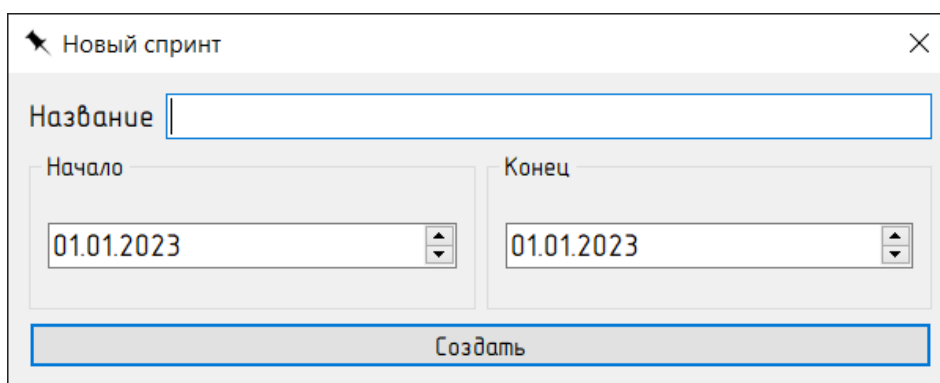 Новый спринт
Название
Начало
Конец
01.01.2023
01.01.2023
Создать